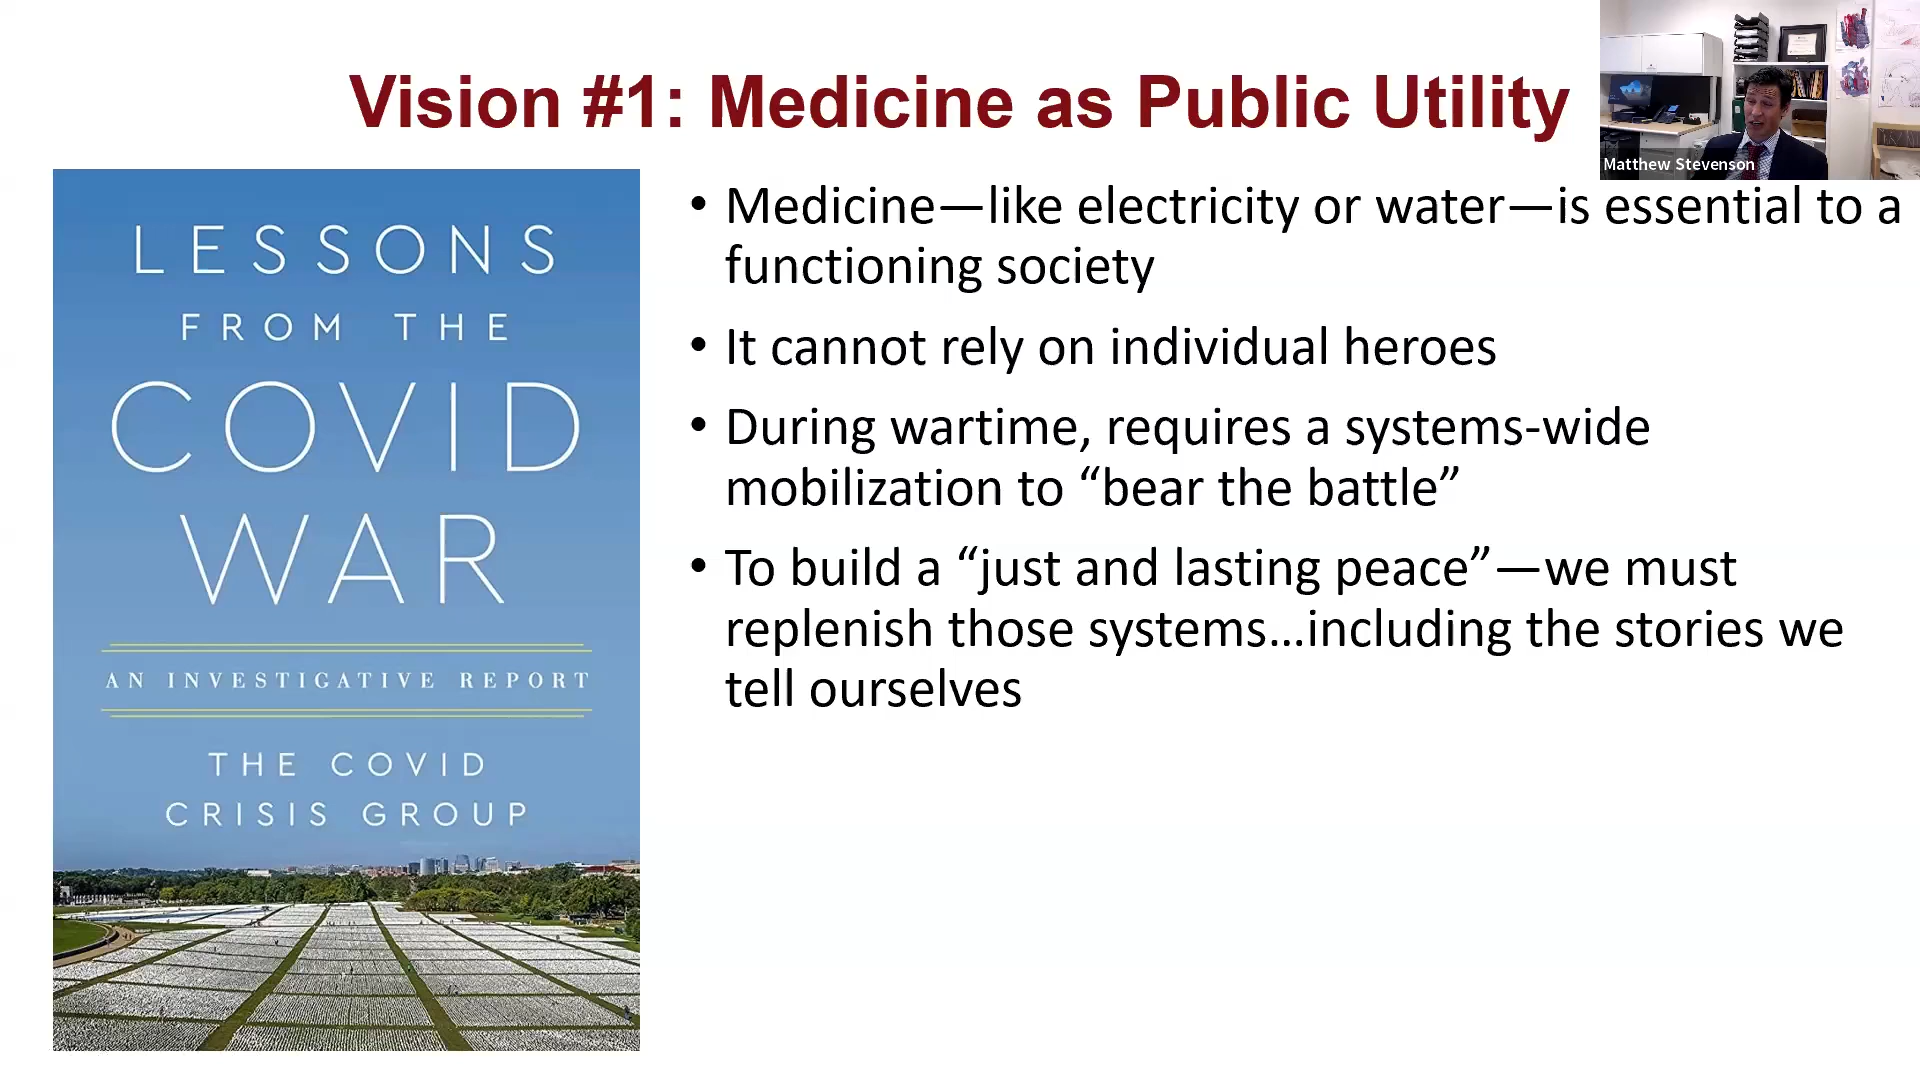 Vision #1: Medicine as Public Utility
Matthew Stevenson
LESSONS
FROM THE
COVID
WAR
AN INVESTIGATIVE REPORT
THE COVID
CRISIS GROUP
• Medicine—like electricity or water—is essential to a
functioning society
• It cannot rely on individual heroes
• During wartime, requires a systems-wide
mobilization to “bear the battle”
• To build a “just and lasting peace”—we must
replenish those systems…including the stories we
tell ourselves